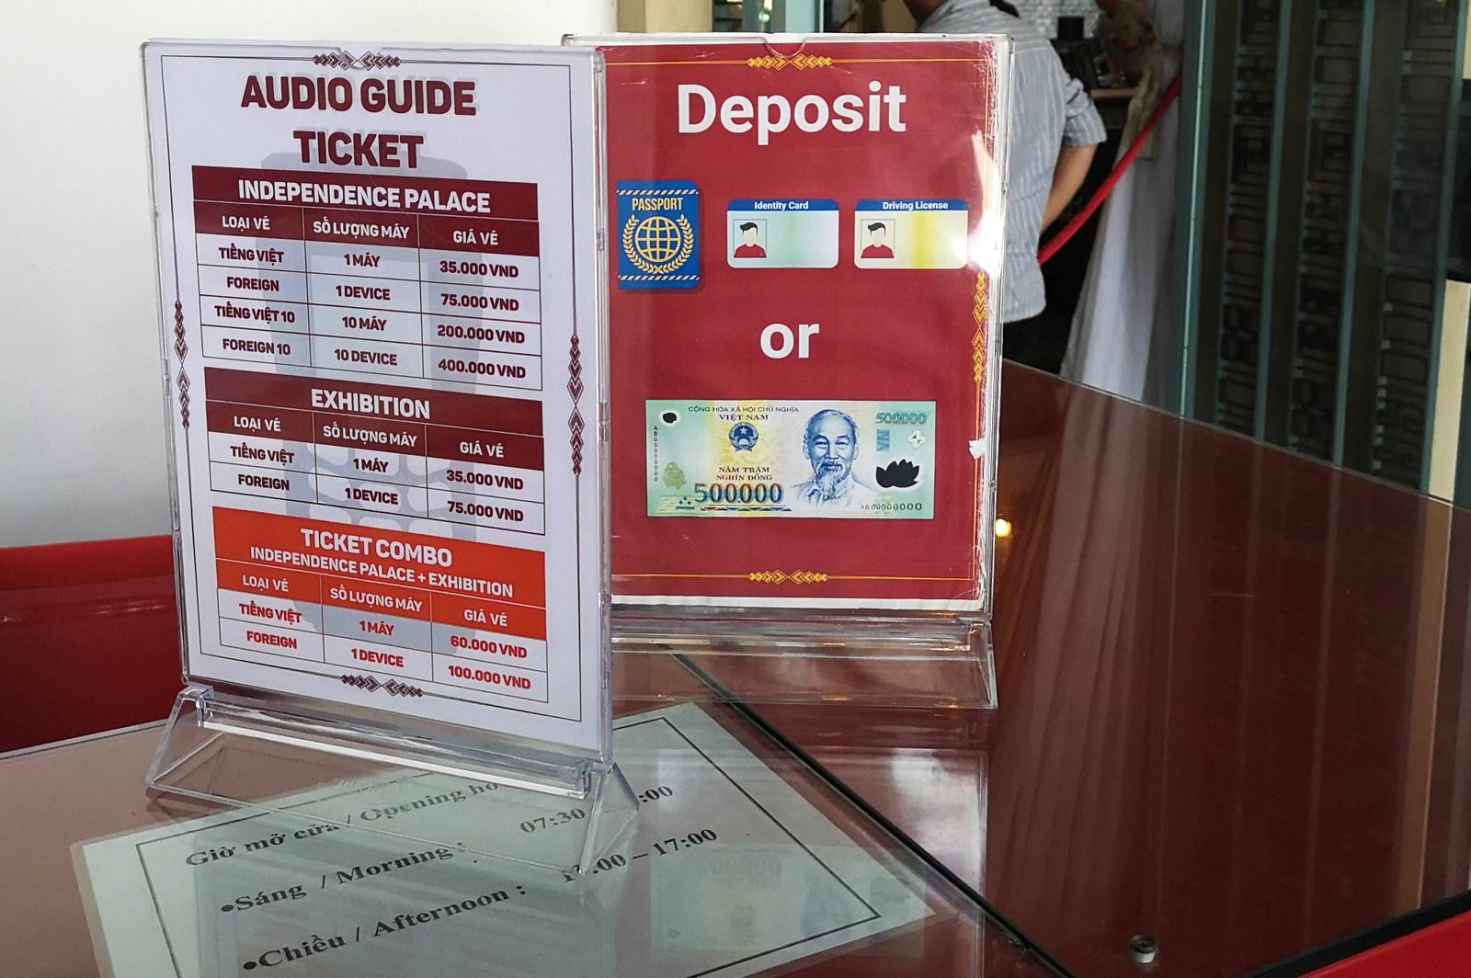 AUDIO GUIDE
TICKET
INDEPENDENCE PALACE
LOẠI VÉ SỐ LƯỢNG MÁY GIÁ VÉ
TIẾNG VIỆT 1 MÁY 35.000 VND
FOREIGN 1 DEVICE 75.000 VND
TIẾNG VIỆT 10 10 MÁY 200.000 VND
FOREIGN 10 10 DEVICE 400.000 VND
EXHIBITION
LOẠI VÉ SỐ LƯỢNG MÁY GIÁ VÉ
TIẾNG VIỆT 1 MÁY 35.000 VND
FOREIGN 1 DEVICE 75.000 VND
TICKET COMBO
INDEPENDENCE PALACE + EXHIBITION
LOẠI VÉ SỐ LƯỢNG MÁY GIÁ VÉ
TIẾNG VIỆT 1 MÁY 60.000 VND
FOREIGN 1 DEVICE 100.000 VND
Deposit
PASSPORT
Identity Card
Driving License
or
CỘNG HÒA XÃ HỘI CHỦ NGHĨA
VIỆT NAM
500000
VN
NĂM TRĂM
NGHÌN ĐỒNG
500000
Giờ mở cửa / Opening
•Sáng / Morning : 07:30
•Chiều / Afternoon : – 17:00